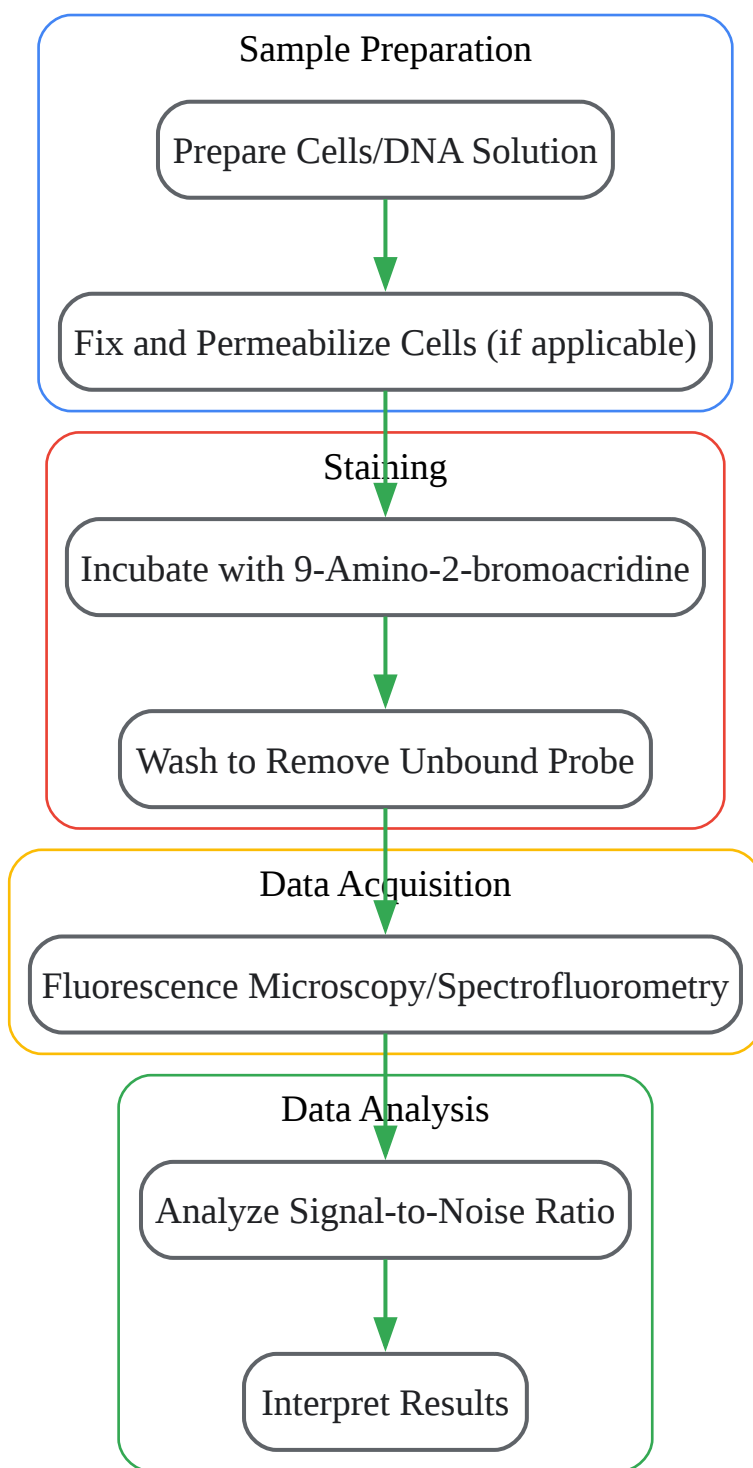 Sample Preparation
Prepare Cells/DNA Solution
Fix and Permeabilize Cells (if applicable)
Staining
Incubate with 9-Amino-2-bromoacridine
Wash to Remove Unbound Probe
Data Acquisition
Fluorescence Microscopy/Spectrofluorometry
Data Analysis
Analyze Signal-to-Noise Ratio
Interpret Results